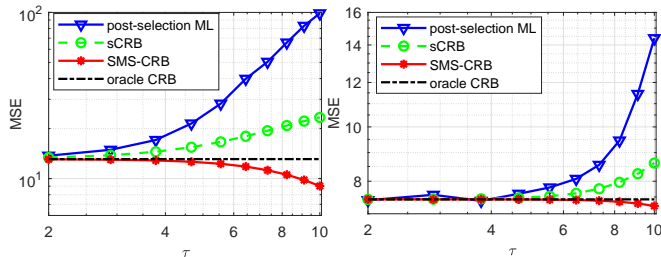 10²
post-selection ML
sCRB
SMS-CRB
oracle CRB
MSE
10¹
2
4
6
8
10
τ
16
14
post-selection ML
sCRB
SMS-CRB
oracle CRB
12
MSE
10
8
2
4
6
8
10
τ